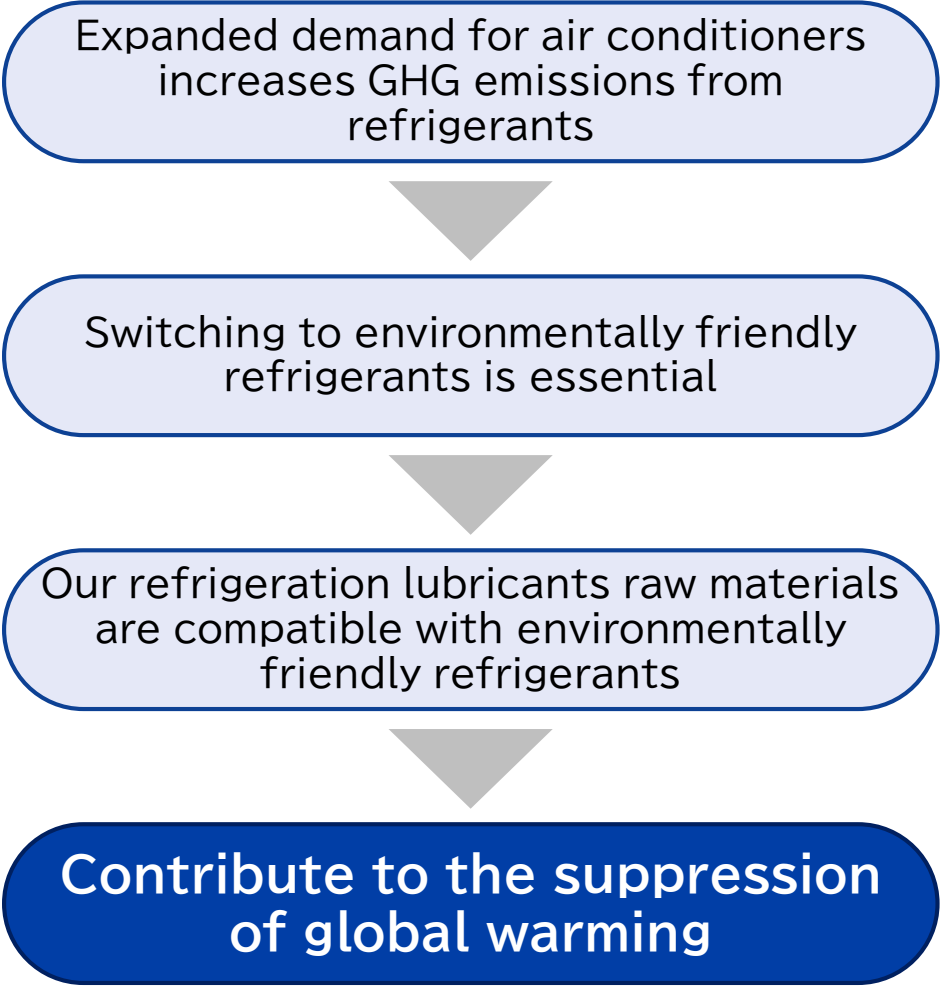 Expanded demand for air conditioners
increases GHG emissions from
refrigerants
Switching to environmentally friendly
refrigerants is essential
Our refrigeration lubricants raw materials
are compatible with environmentally
friendly refrigerants
Contribute to the suppression
of global warming